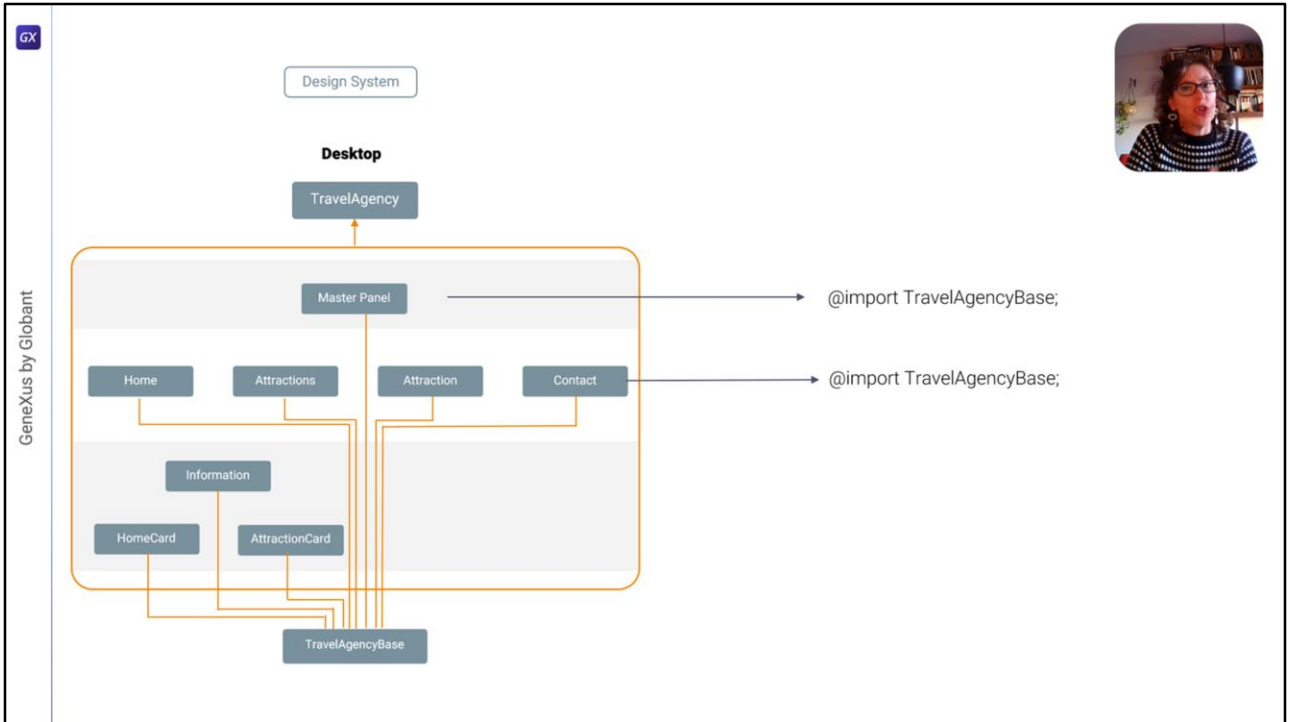 GX
Design System
Desktop
TravelAgency
Master Panel
@import TravelAgencyBase;
Home
Attractions
Attraction
Contact
@import TravelAgencyBase;
Information
HomeCard
AttractionCard
TravelAgencyBase
GeneXus by Globant